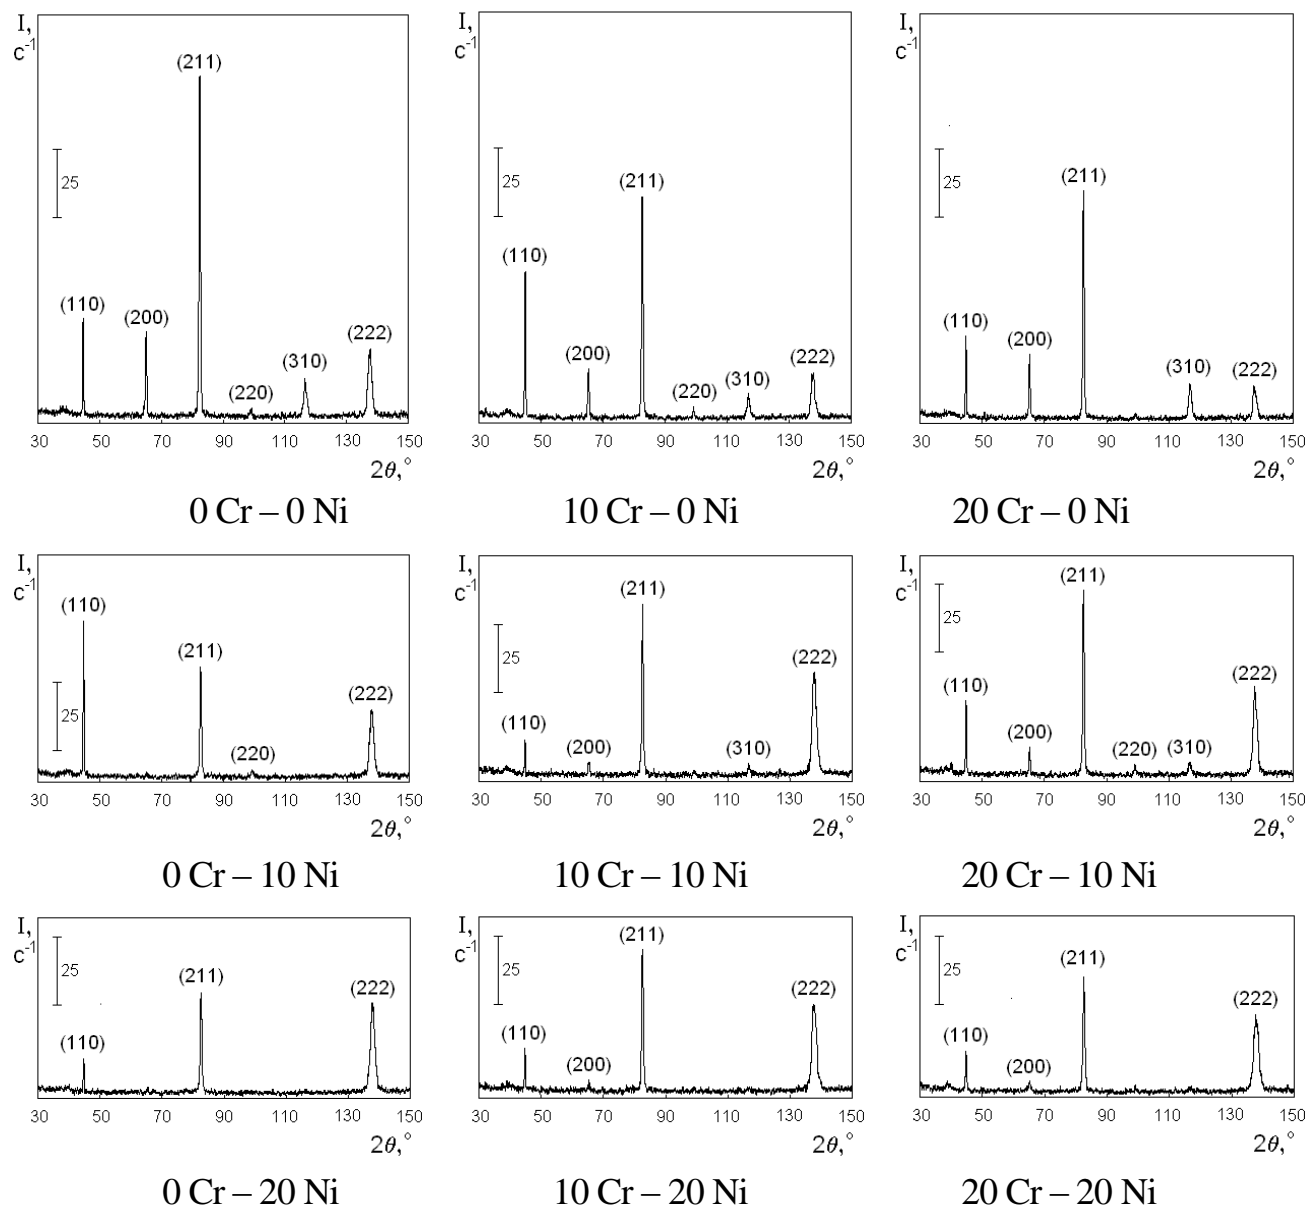 I,
c⁻¹
(211)
25
(110)
(200)
(220)
(310)
(222)
30 50 70 90 110 130 150
2θ,°
0 Cr – 0 Ni
I,
c⁻¹
25
(211)
(110)
(200)
(220)
(310)
(222)
30 50 70 90 110 130 150
2θ,°
10 Cr – 0 Ni
I,
c⁻¹
25
(211)
(110)
(200)
(310)
(222)
30 50 70 90 110 130 150
2θ,°
20 Cr – 0 Ni
I,
c⁻¹
(110)
(211)
25
(220)
(222)
30 50 70 90 110 130 150
2θ,°
0 Cr – 10 Ni
I,
c⁻¹
(211)
25
(110)
(200)
(310)
(222)
30 50 70 90 110 130 150
2θ,°
10 Cr – 10 Ni
I,
c⁻¹
(211)
25
(110)
(200)
(220)
(310)
(222)
30 50 70 90 110 130 150
2θ,°
20 Cr – 10 Ni
I,
c⁻¹
25
(110)
(211)
(222)
30 50 70 90 110 130 150
2θ,°
0 Cr – 20 Ni
I,
c⁻¹
(211)
25
(110)
(200)
(222)
30 50 70 90 110 130 150
2θ,°
10 Cr – 20 Ni
I,
c⁻¹
(211)
25
(110)
(200)
(222)
30 50 70 90 110 130 150
2θ,°
20 Cr – 20 Ni